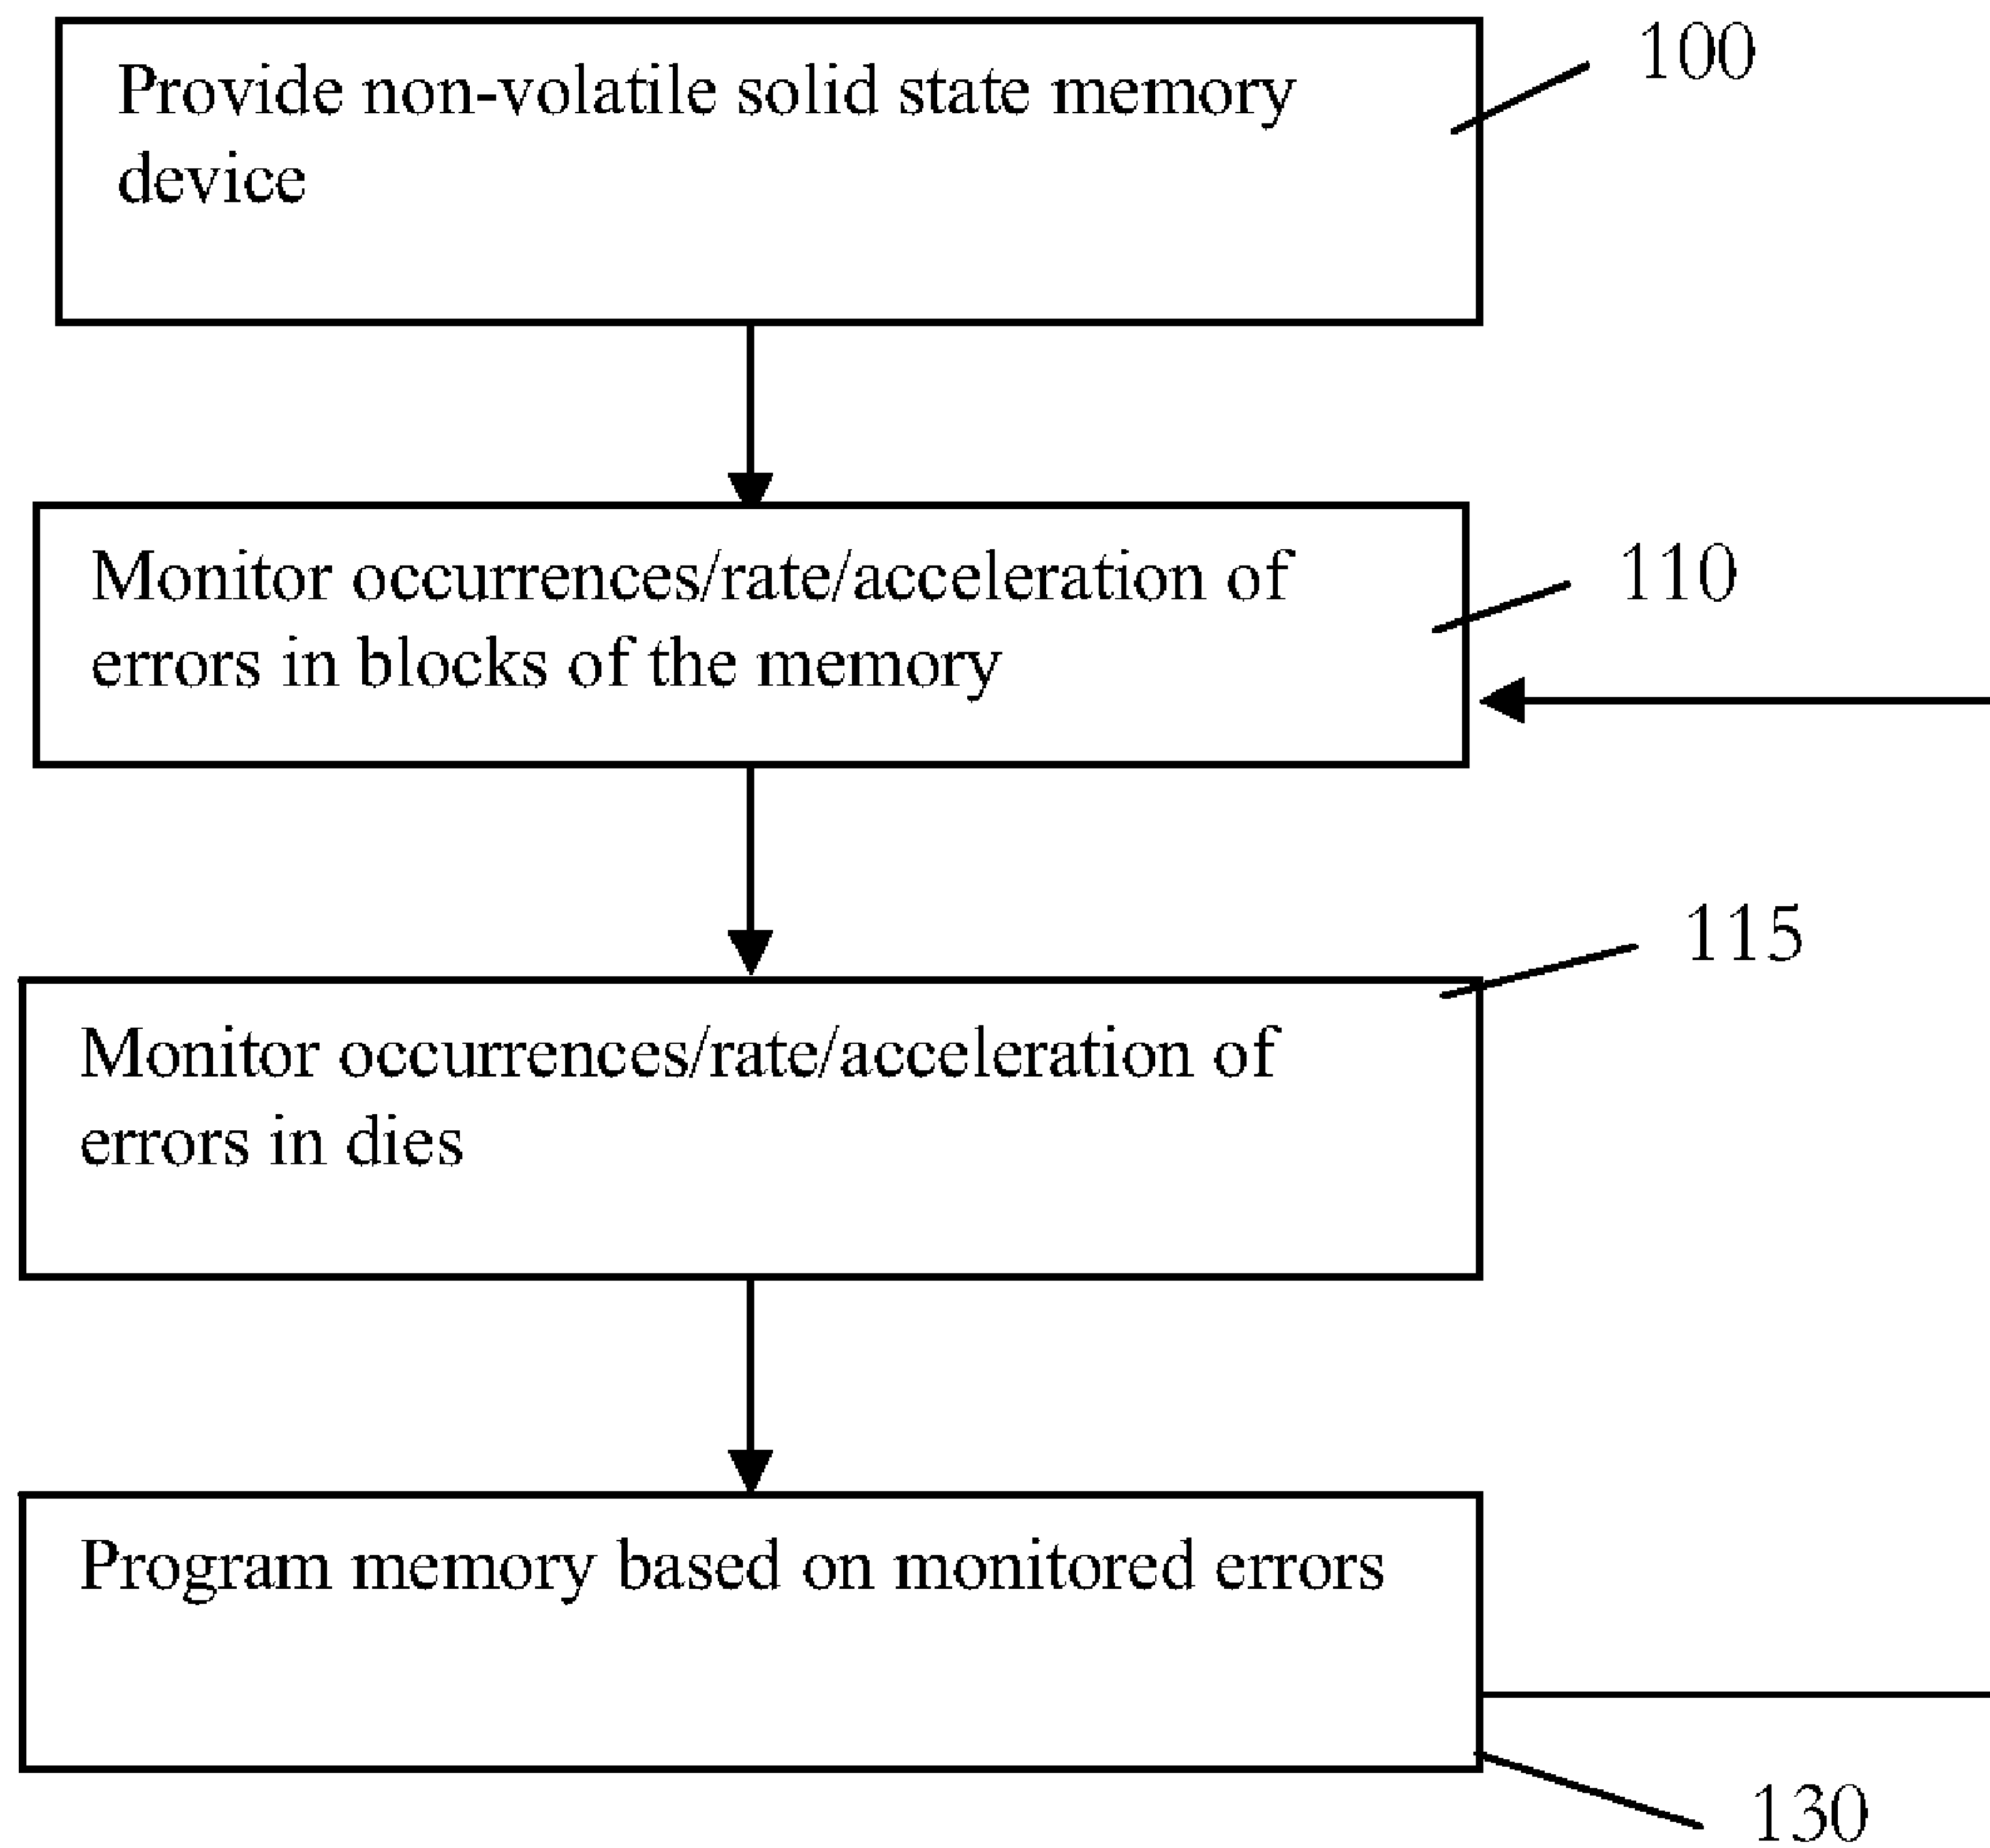 100
Provide non-volatile solid state memory
device
110
Monitor occurrences/rate/acceleration of
errors in blocks of the memory
115
Monitor occurrences/rate/acceleration of
errors in dies
Program memory based on monitored errors
130